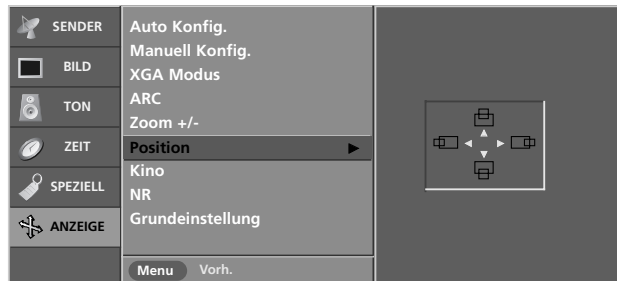 SENDER
BILD
TON
ZEIT
SPEZIELL
ANZEIGE
Auto Konfig.
Manuell Konfig.
XGA Modus
ARC
Zoom +/-
Position
Kino
NR
Grundeinstellung
Menu Vorh.